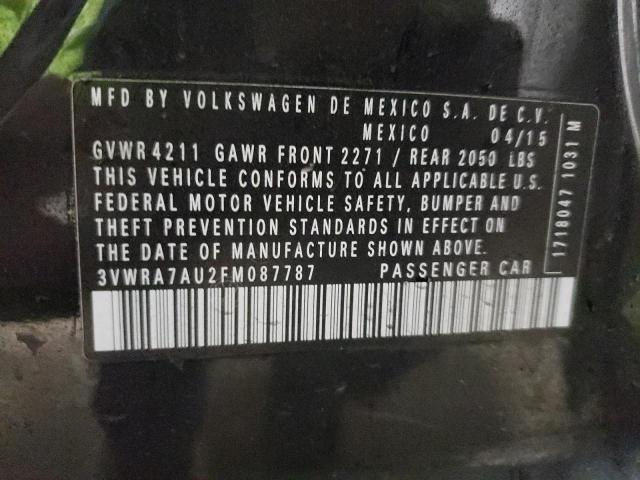 MFD BY VOLKSWAGEN DE MEXICO S.A. DE C.V.
MEXICO 04/15
GVWR 4211 GAWR FRONT 2271 / REAR 2050 LBS
THIS VEHICLE CONFORMS TO ALL APPLICABLE U.S.
FEDERAL MOTOR VEHICLE SAFETY, BUMPER AND
THEFT PREVENTION STANDARDS IN EFFECT ON
THE DATE OF MANUFACTURE SHOWN ABOVE.
3VWRA7AU2FM087787 PASSENGER CAR
1718047 1031 M